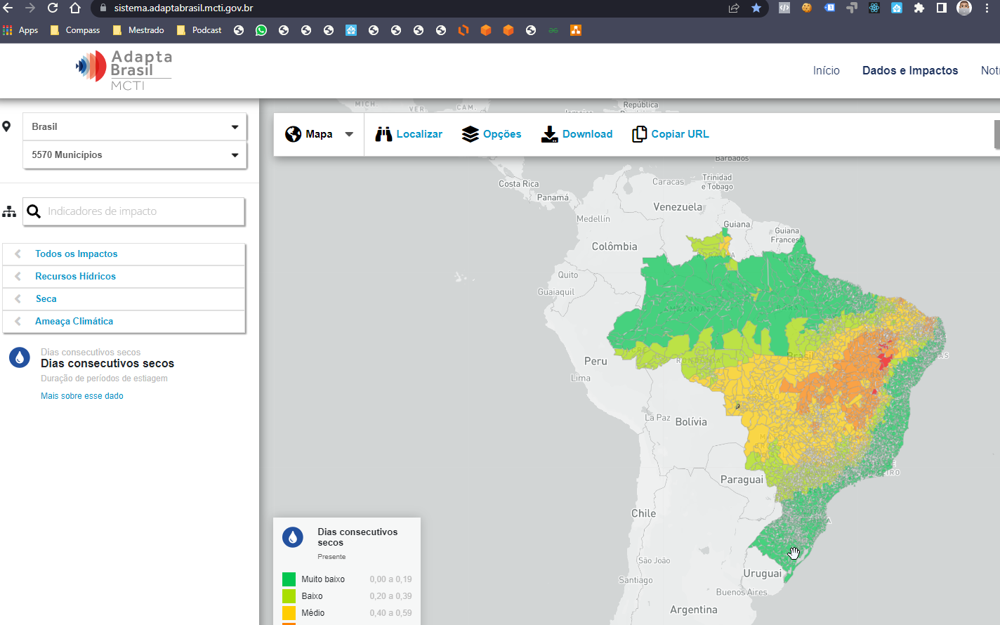 sistema.adaptabrasil.mcti.gov.br
Apps
Compass
Mestrado
Podcast
Adapta
Brasil
MCTI
Início
Dados e Impactos
Brasil
5570 Municípios
Indicadores de impacto
Todos os Impactos
Recursos Hídricos
Seca
Ameaça Climática
Dias consecutivos secos
Dias consecutivos secos
Duração de períodos de estiagem
Mais sobre esse dado
Mapa
Localizar
Opções
Download
Copiar URL
MICH.
VER.
CAM.
República
Barbados
Costa Rica
Panamá
Caracas
Trinidad
e Tobago
Venezuela
Medellín
Guiana
Guiana
Francesa
Colômbia
Quito
Guaiaquil
AMAZONAS
PARÁ
Peru
Lima
Brasil
La Paz
Bolívia
Paraguai
Chile
São João
Santiago
Uruguai
Buenos Aires
Argentina
Dias consecutivos
secos
Presente
Muito baixo 0,00 a 0,19
Baixo 0,20 a 0,39
Médio 0,40 a 0,59